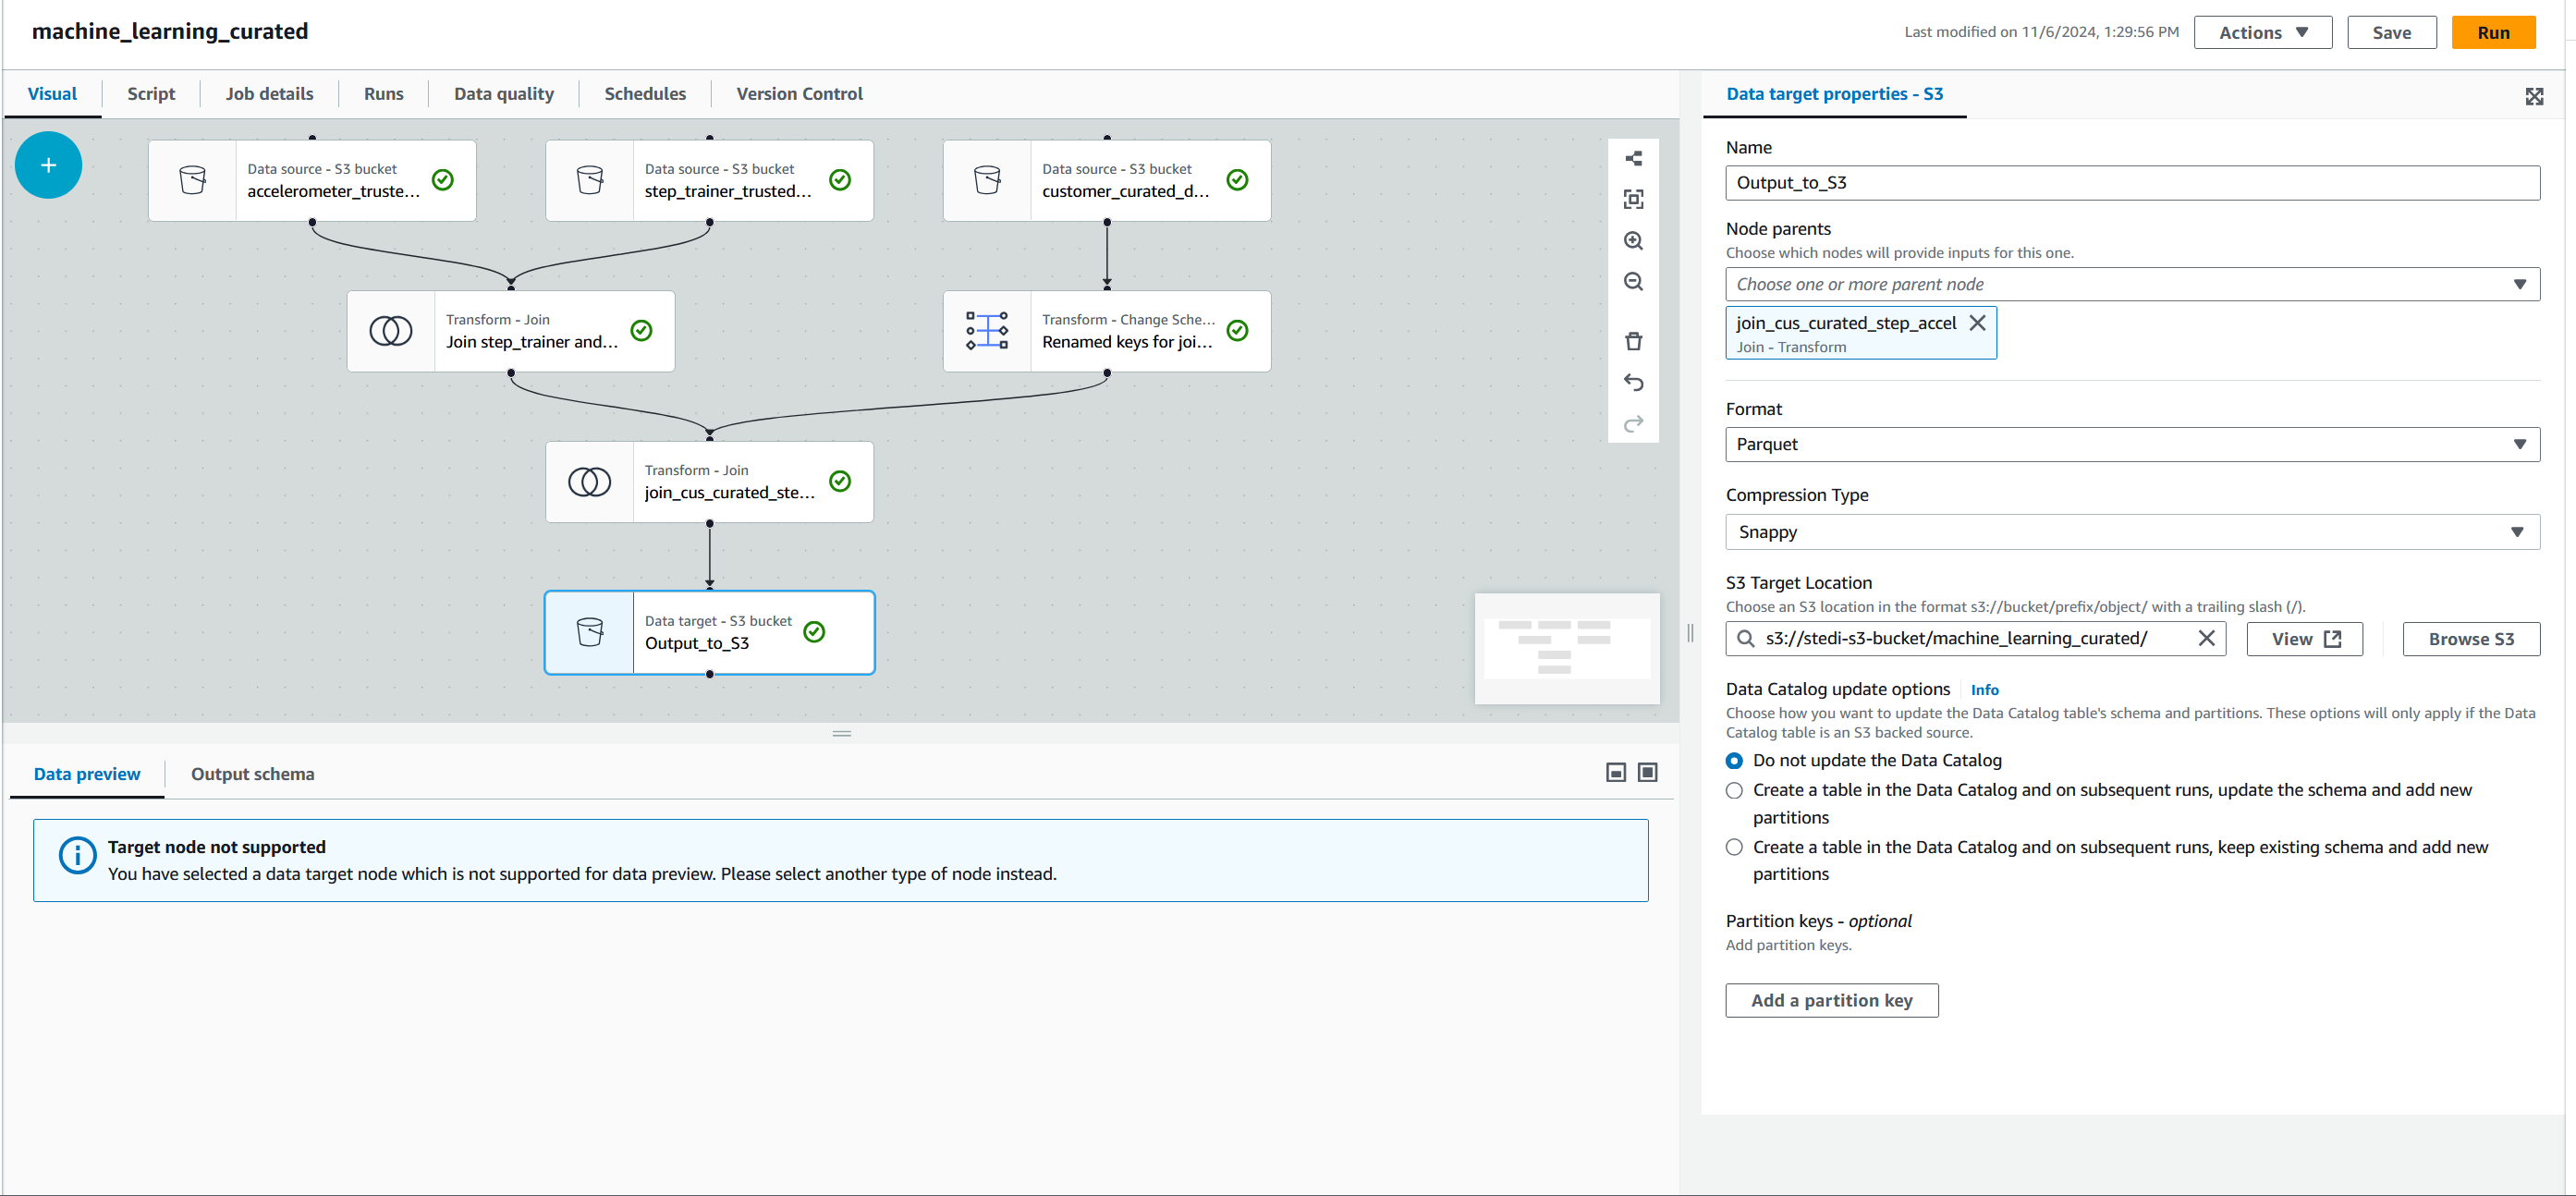 machine_learning_curated
Last modified on 11/6/2024, 1:29:56 PM
Actions
Save
Run
Visual
Script
Job details
Runs
Data quality
Schedules
Version Control
Data source - S3 bucket
accelerometer_truste...
Data source - S3 bucket
step_trainer_trusted...
Data source - S3 bucket
customer_curated_d...
Transform - Join
Join step_trainer and...
Transform - Change Sche...
Renamed keys for joi...
Transform - Join
join_cus_curated_ste...
Data target - S3 bucket
Output_to_S3
Data preview
Output schema
Target node not supported
You have selected a data target node which is not supported for data preview. Please select another type of node instead.
Data target properties - S3
Name
Output_to_S3
Node parents
Choose which nodes will provide inputs for this one.
Choose one or more parent node
join_cus_curated_step_accel
Join - Transform
Format
Parquet
Compression Type
Snappy
S3 Target Location
Choose an S3 location in the format s3://bucket/prefix/object/ with a trailing slash (/).
s3://stedi-s3-bucket/machine_learning_curated/
View
Browse S3
Data Catalog update options
Info
Choose how you want to update the Data Catalog table's schema and partitions. These options will only apply if the Data
Catalog table is an S3 backed source.
Do not update the Data Catalog
Create a table in the Data Catalog and on subsequent runs, update the schema and add new
partitions
Create a table in the Data Catalog and on subsequent runs, keep existing schema and add new
partitions
Partition keys - optional
Add partition keys.
Add a partition key